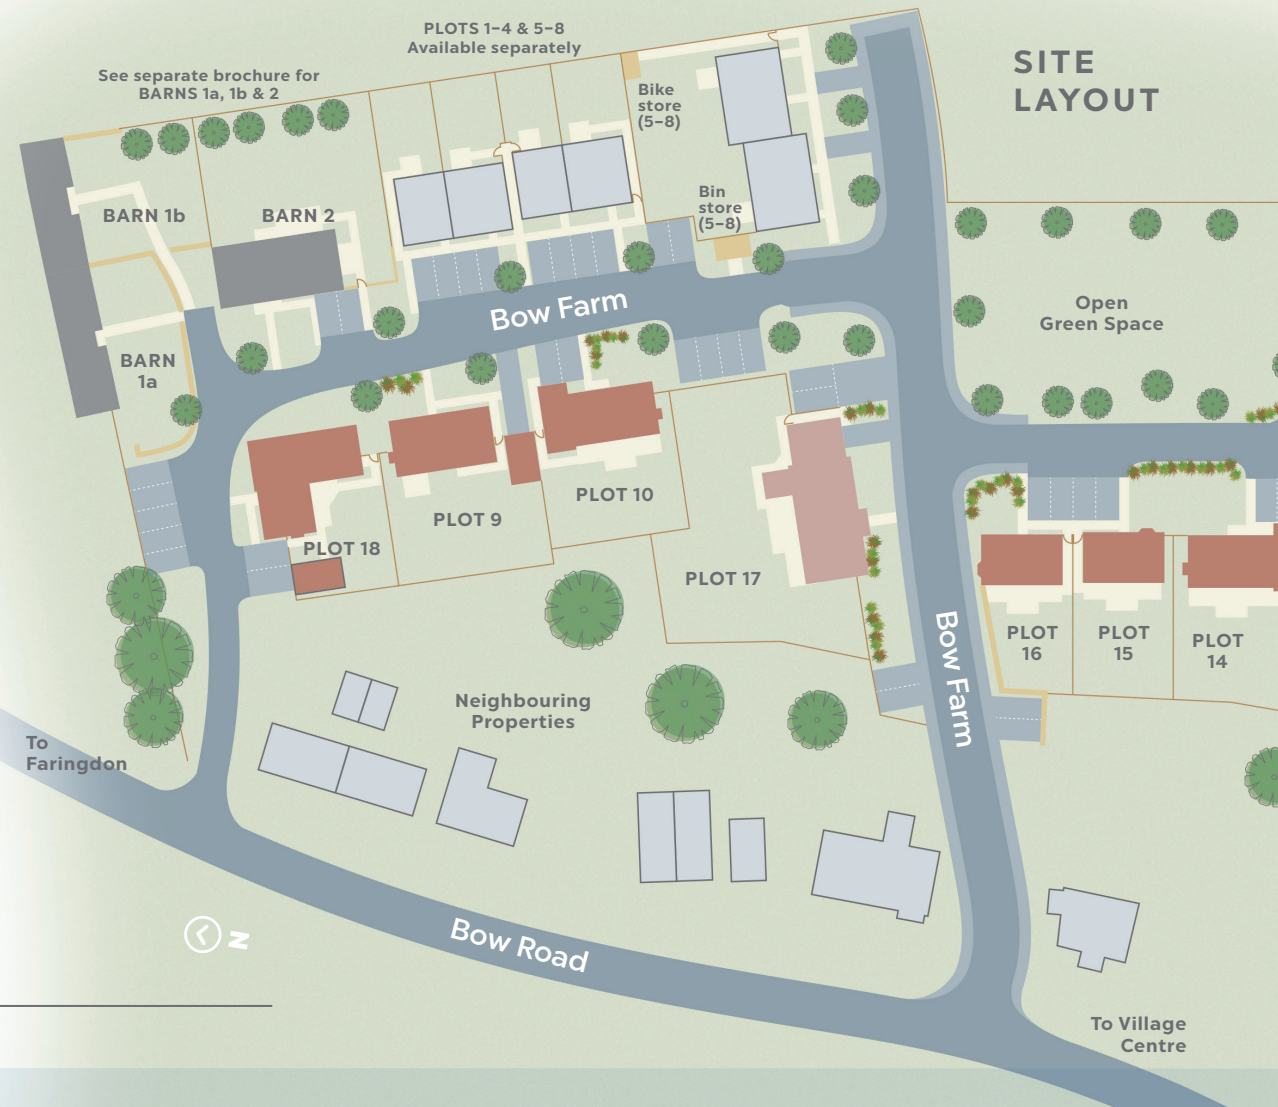 PLOTS 1–4 & 5–8
Available separately
SITE
LAYOUT
See separate brochure for
BARNS 1a, 1b & 2
Bike
store
(5–8)
Bin
store
(5–8)
BARN 1b
BARN 2
Open
Green Space
Bow Farm
BARN
1a
PLOT 10
PLOT 9
PLOT 18
PLOT 17
Bow Farm
PLOT
16
PLOT
15
PLOT
14
Neighbouring
Properties
To
Faringdon
N
Bow Road
To Village
Centre